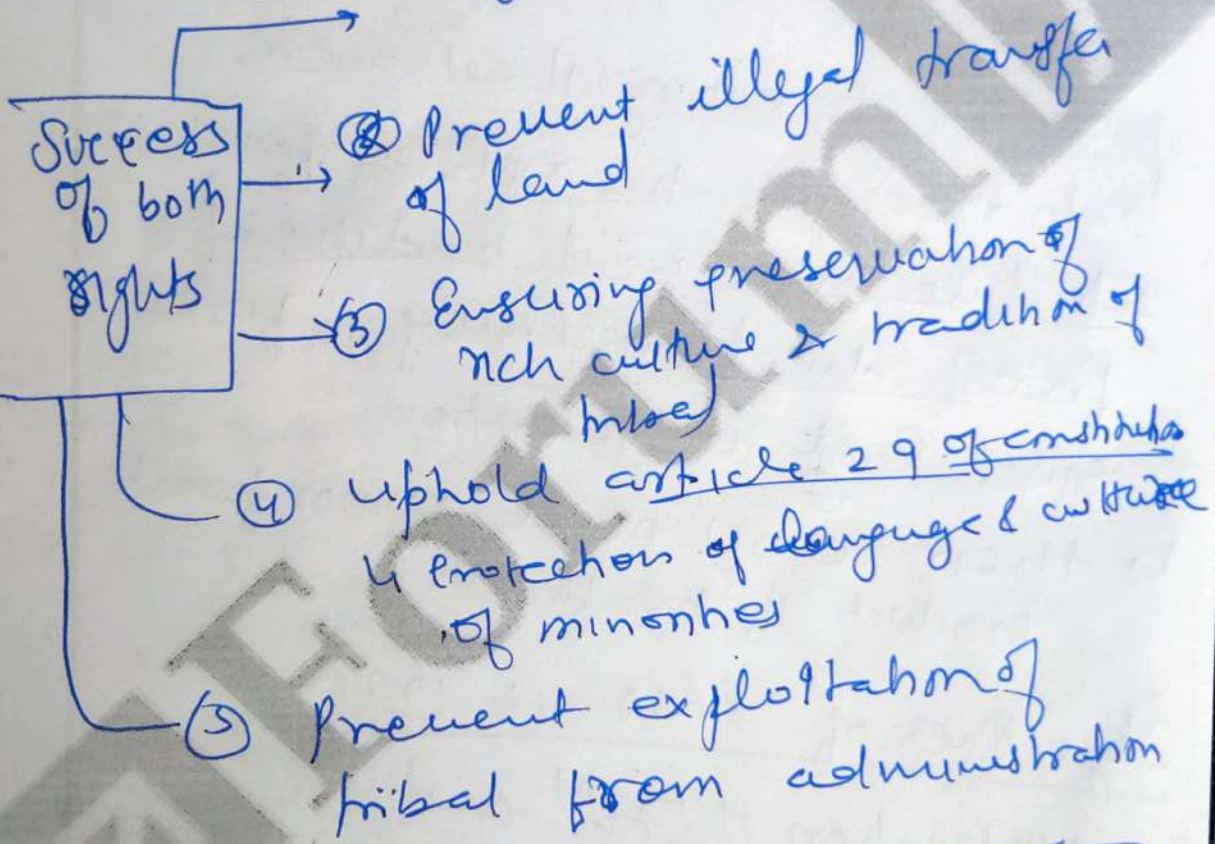 Success
of both
rights
② Prevent illegal transfer
of land
③ Ensuring preservation of
rich culture & tradition of
tribal
④ uphold article 29 of constitution
↳ Protection of language & culture
of minorities
⑤ Prevent exploitation of
tribal from administration
Forum